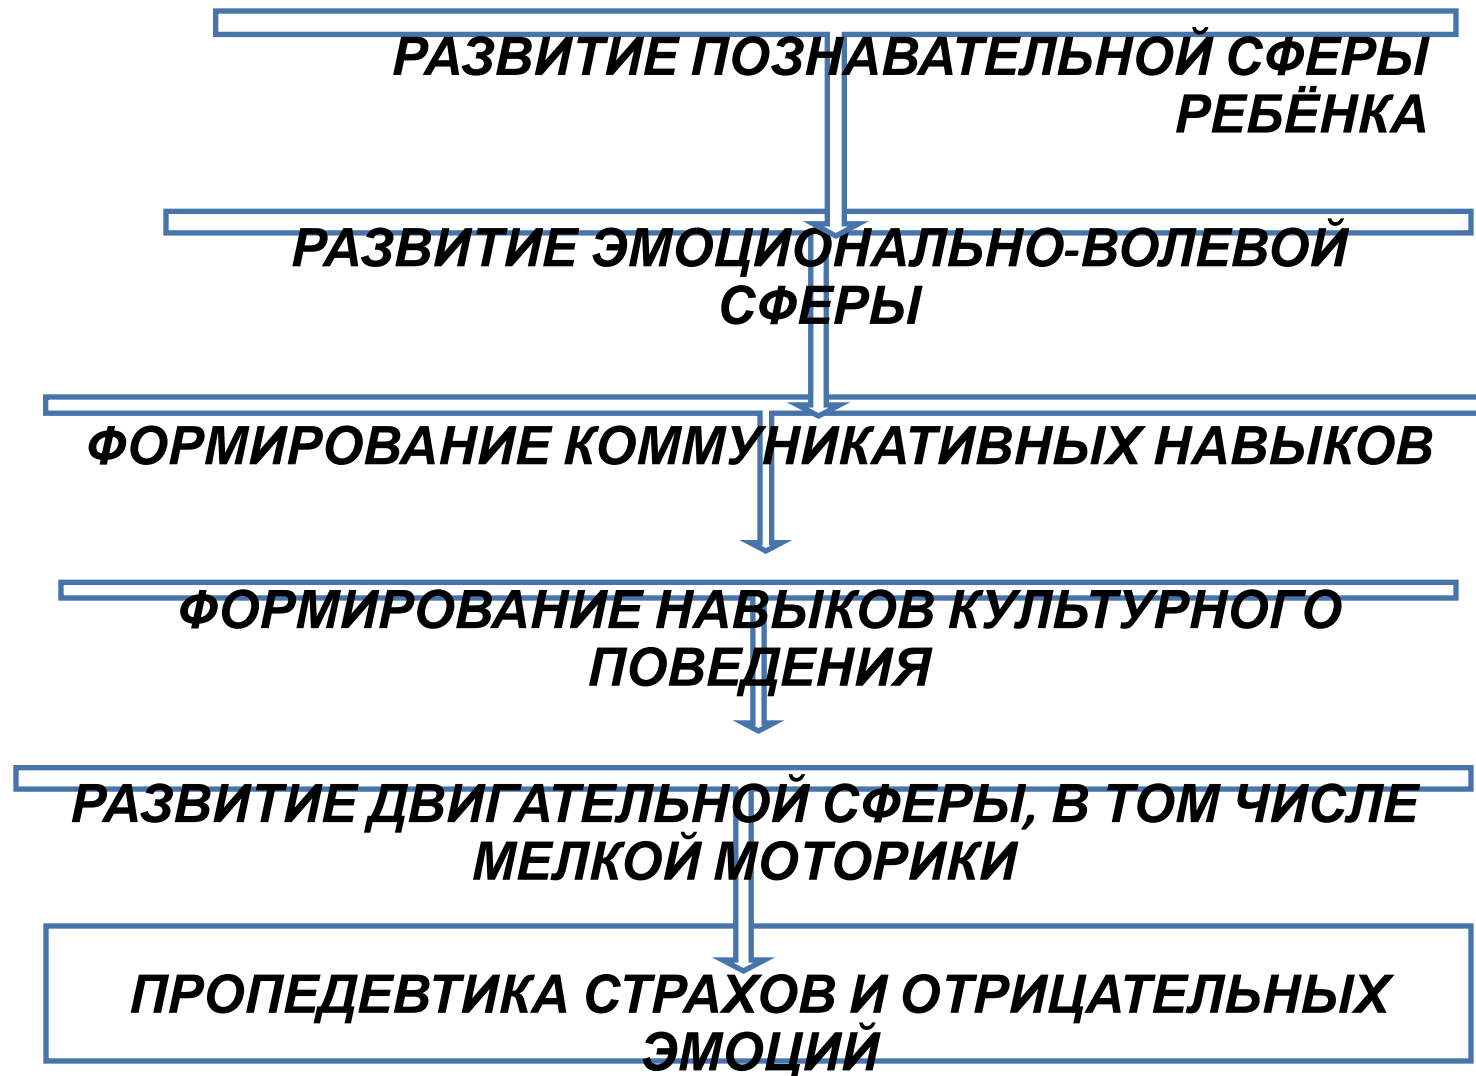 РАЗВИТИЕ ПОЗНАВАТЕЛЬНОЙ СФЕРЫ
РЕБЁНКА
РАЗВИТИЕ ЭМОЦИОНАЛЬНО-ВОЛЕВОЙ
СФЕРЫ
ФОРМИРОВАНИЕ КОММУНИКАТИВНЫХ НАВЫКОВ
ФОРМИРОВАНИЕ НАВЫКОВ КУЛЬТУРНОГО
ПОВЕДЕНИЯ
РАЗВИТИЕ ДВИГАТЕЛЬНОЙ СФЕРЫ, В ТОМ ЧИСЛЕ
МЕЛКОЙ МОТОРИКИ
ПРОПЕДЕВТИКА СТРАХОВ И ОТРИЦАТЕЛЬНЫХ
ЭМОЦИЙ